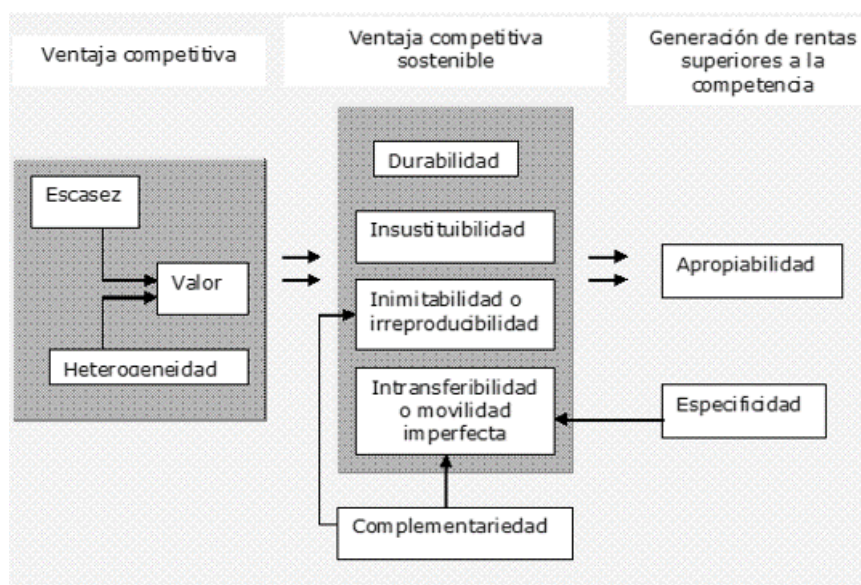 Ventaja competitiva
Ventaja competitiva
sostenible
Generación de rentas
superiores a la
competencia
Escasez
Valor
Heterogeneidad
Durabilidad
Insustituibilidad
Inimitabilidad o
irreproducibilidad
Intransferibilidad
o movilidad
imperfecta
Complementariedad
Apropiabilidad
Especificidad